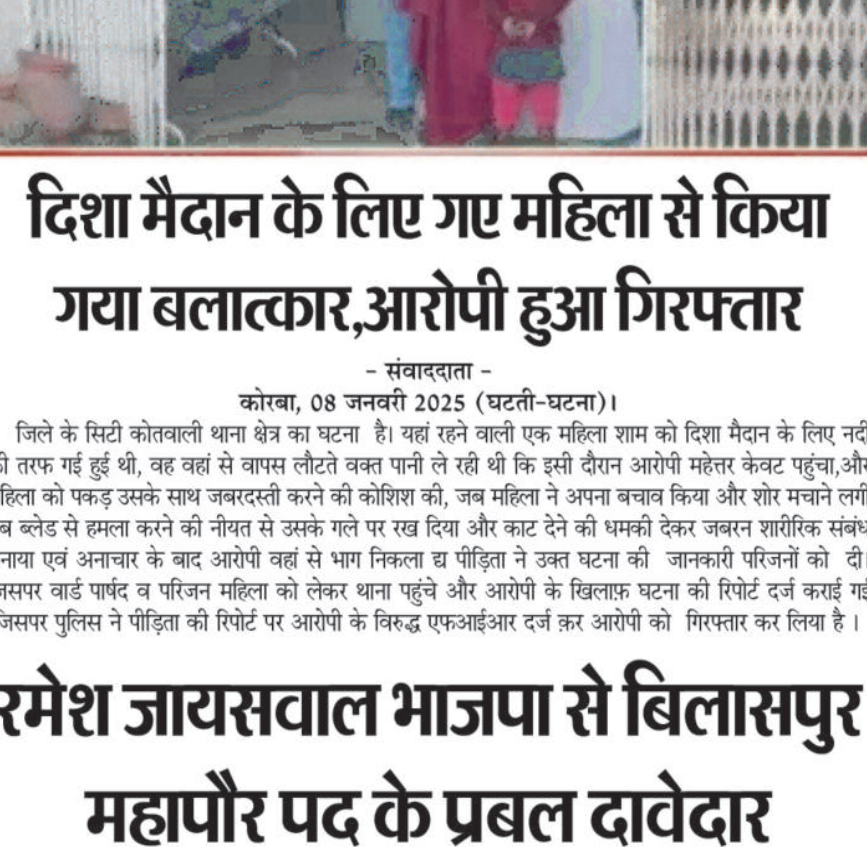 दिशा मैदान के लिए गए महिला से किया
गया बलात्कार,आरोपी हुआ गिरफ्तार
- संवाददाता -
कोरबा, 08 जनवरी 2025 (घटती-घटना)।
जिले के सिटी कोतवाली थाना क्षेत्र का घटना है। यहां रहने वाली एक महिला शाम को दिशा मैदान के लिए नदी
तरफ गई हुई थी, वह वहां से वापस लौटते वक्त पानी ले रही थी कि इसी दौरान आरोपी महेत्तर केवट पहुंचा,और
हिला को पकड़ उसके साथ जबरदस्ती करने की कोशिश की, जब महिला ने अपना बचाव किया और शोर मचाने लगी
ब ब्लेड से हमला करने की नीयत से उसके गले पर रख दिया और काट देने की धमकी देकर जबरन शारीरिक संबंध
नाया एवं अनाचार के बाद आरोपी वहां से भाग निकला द्य पीड़िता ने उक्त घटना की जानकारी परिजनों को दी।
जसपर वार्ड पार्षद व परिजन महिला को लेकर थाना पहुंचे और आरोपी के खिलाफ़ घटना की रिपोर्ट दर्ज कराई गई
जिसपर पुलिस ने पीड़िता की रिपोर्ट पर आरोपी के विरुद्ध एफआईआर दर्ज क़र आरोपी को गिरफ्तार कर लिया है ।
रमेश जायसवाल भाजपा से बिलासपुर
महापौर पद के प्रबल दावेदार